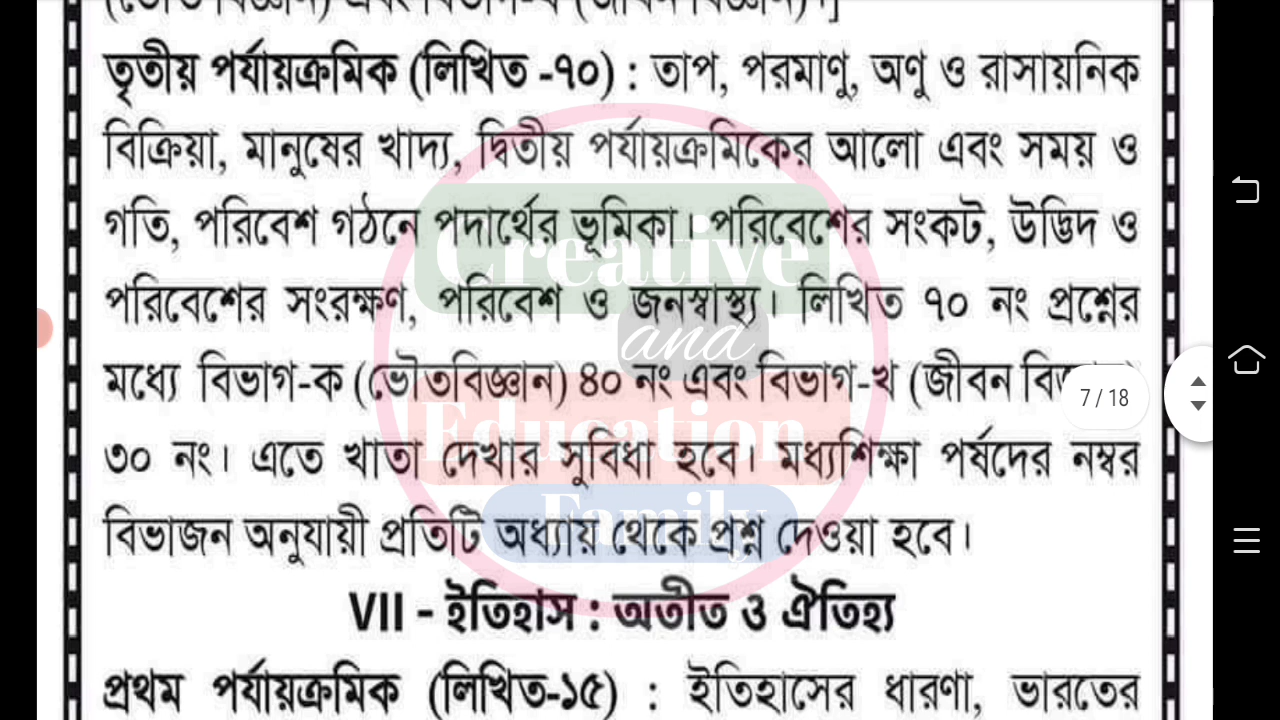 তৃতীয় পর্যায়ক্রমিক (লিখিত -৭০) : তাপ, পরমাণু, অণু ও রাসায়নিক
বিক্রিয়া, মানুষের খাদ্য, দ্বিতীয় পর্যায়ক্রমিকের আলো এবং সময় ও
গতি, পরিবেশ গঠনে পদার্থের ভূমিকা। পরিবেশের সংকট, উদ্ভিদ ও
পরিবেশের সংরক্ষণ, পরিবেশ ও জনস্বাস্থ্য। লিখিত ৭০ নং প্রশ্নের
মধ্যে বিভাগ-ক (ভৌতবিজ্ঞান) ৪০ নং এবং বিভাগ-খ (জীবন
7 / 18
৩০ নং। এতে খাতা দেখার সুবিধা হবে। মধ্যশিক্ষা পর্ষদের নম্বর
বিভাজন অনুযায়ী প্রতিটি অধ্যায় থেকে প্রশ্ন দেওয়া হবে।
VII - ইতিহাস : অতীত ও ঐতিহ্য
প্রথম পর্যায়ক্রমিক (লিখিত-১৫) : ইতিহাসের ধারণা, ভারতের
Creative
and
Education
Family